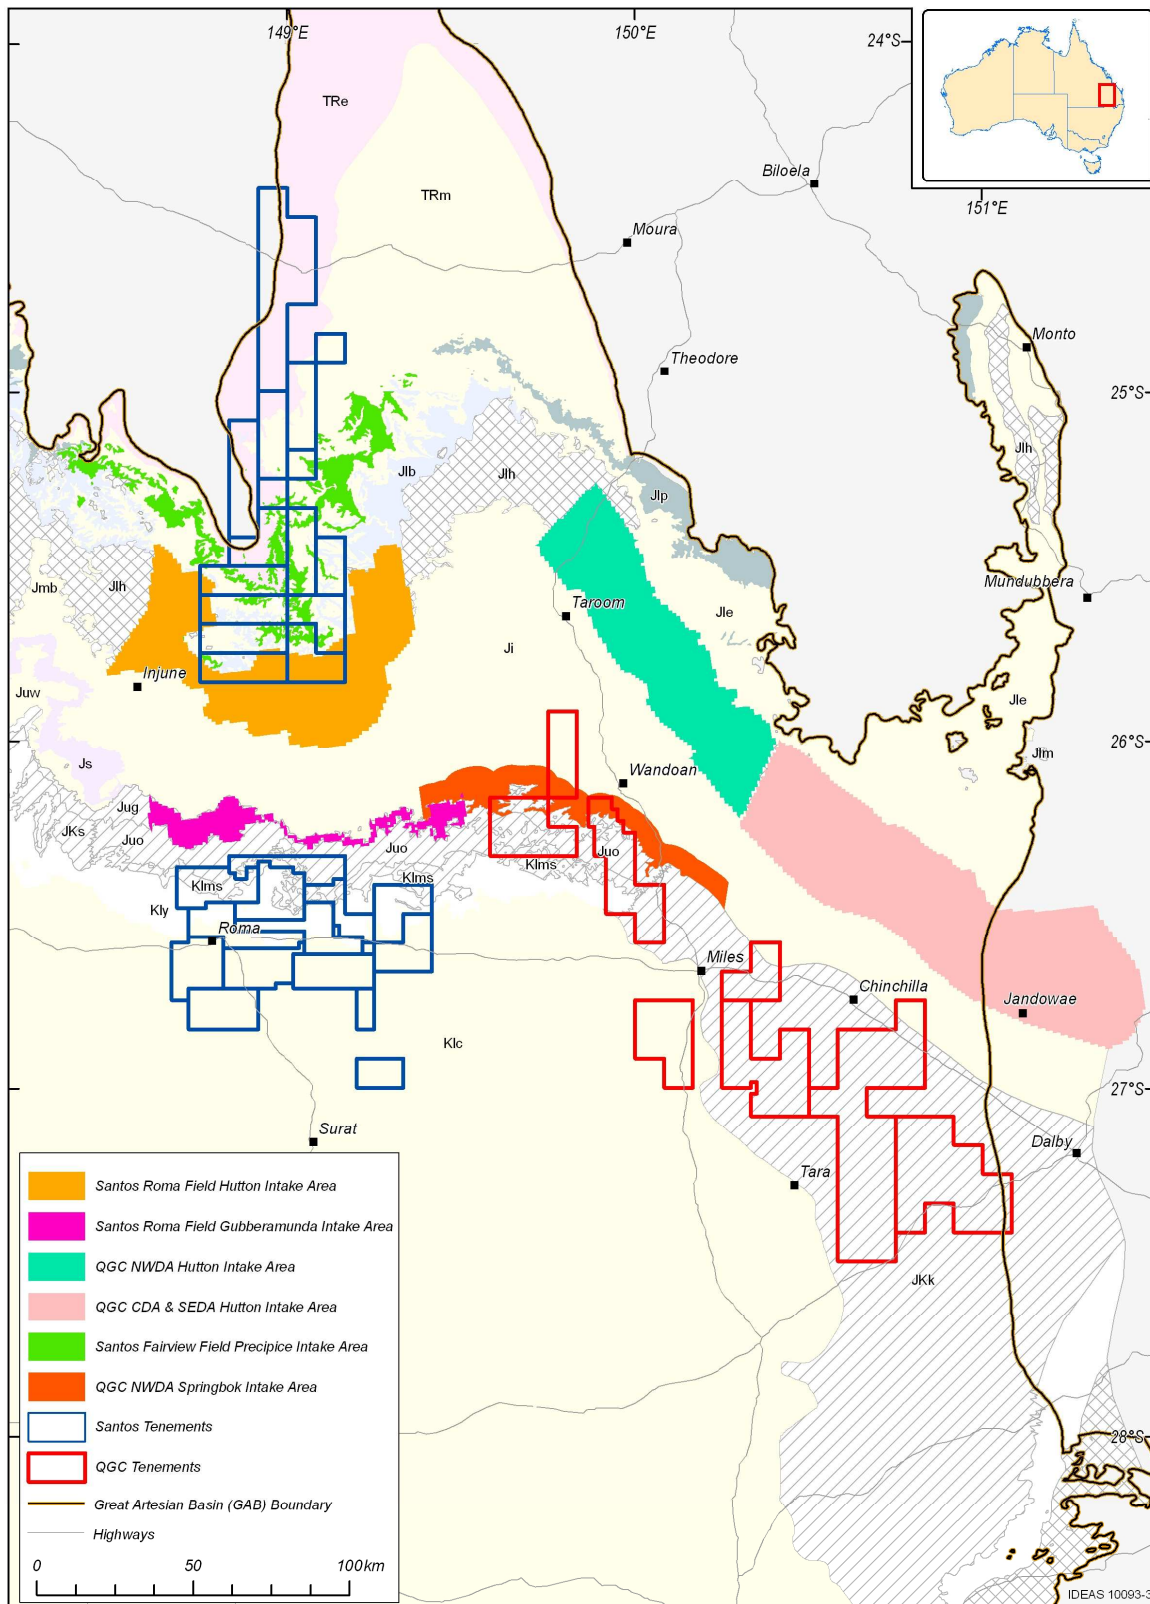 149°E
150°E
24°S
151°E
TRe
TRm
Biloela
Moura
Monto
Theodore
25°S
Jlb
Jlh
Jlh
Jlp
Jmb
Jlh
Mundubbera
Taroom
Jle
Ji
Injune
Juw
Jle
26°S
Jlm
Js
Wandoan
Jug
JKs
Juo
Juo
Juo
Klms
Klms
Klms
Kly
Roma
Miles
Chinchilla
Jandowae
Klc
27°S
Surat
Dalby
Tara
JKk
28°S
Santos Roma Field Hutton Intake Area
Santos Roma Field Gubberamunda Intake Area
QGC NWDA Hutton Intake Area
QGC CDA & SEDA Hutton Intake Area
Santos Fairview Field Precipice Intake Area
QGC NWDA Springbok Intake Area
Santos Tenements
QGC Tenements
Great Artesian Basin (GAB) Boundary
Highways
0 50 100km
IDEAS 10093-3